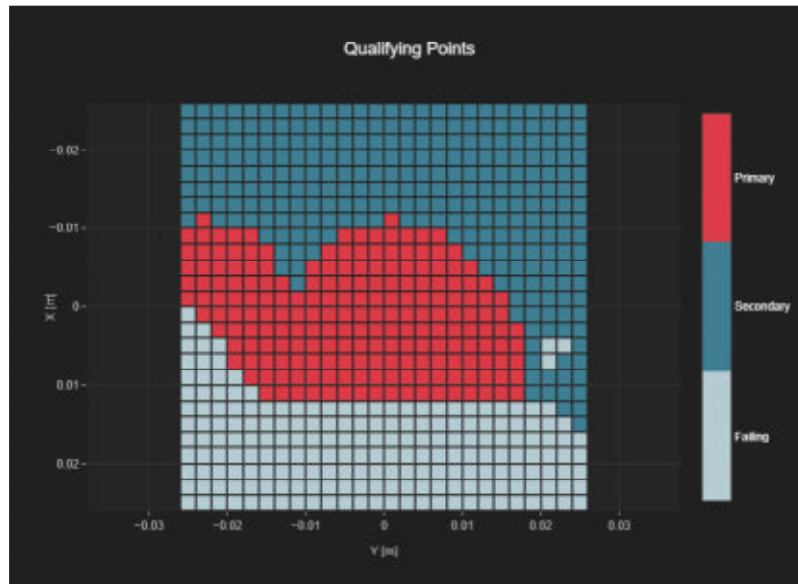 Qualifying Points
−0.02
−0.01
0
0.01
0.02
X [m]
−0.03
−0.02
−0.01
0
0.01
0.02
0.03
Y [m]
Primary
Secondary
Failing